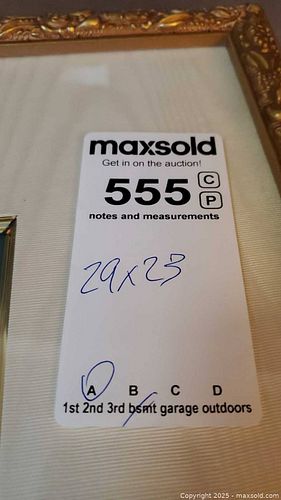 maxsold
Get in on the auction!
555 C
P
notes and measurements
29x23
A B C D
1st 2nd 3rd bsmt garage outdoors
Copyright © 2025 - maxsold.com